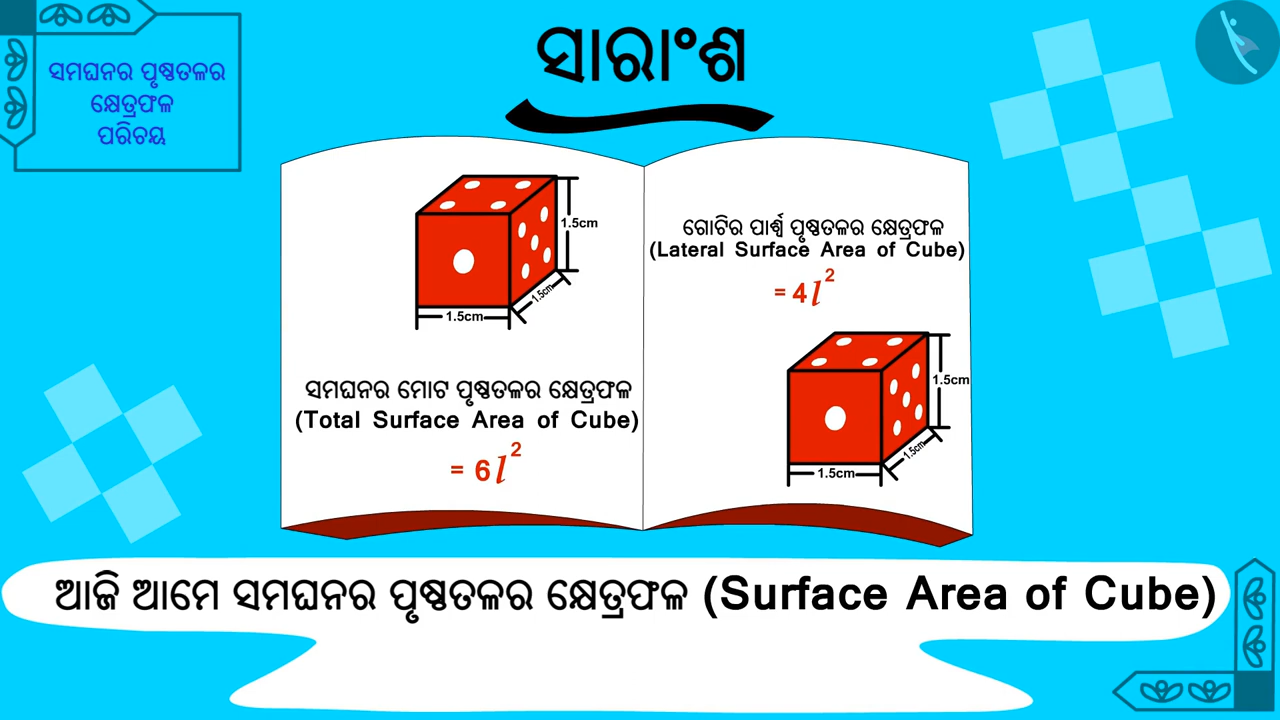 ସମଘନର ପୃଷ୍ଠତଳର
କ୍ଷେତ୍ରଫଳ
ପରିଚୟ
ସାରାଂଶ
1.5cm
1.5cm
1.5cm
ସମଘନର ମୋଟ ପୃଷ୍ଠତଳର କ୍ଷେତ୍ରଫଳ
(Total Surface Area of Cube)
= 6l²
ଗୋଟିର ପାର୍ଶ୍ଵ ପୃଷ୍ଠତଳର କ୍ଷେତ୍ରଫଳ
(Lateral Surface Area of Cube)
= 4l²
1.5cm
1.5cm
1.5cm
ଆଜି ଆମେ ସମଘନର ପୃଷ୍ଠତଳର କ୍ଷେତ୍ରଫଳ (Surface Area of Cube)